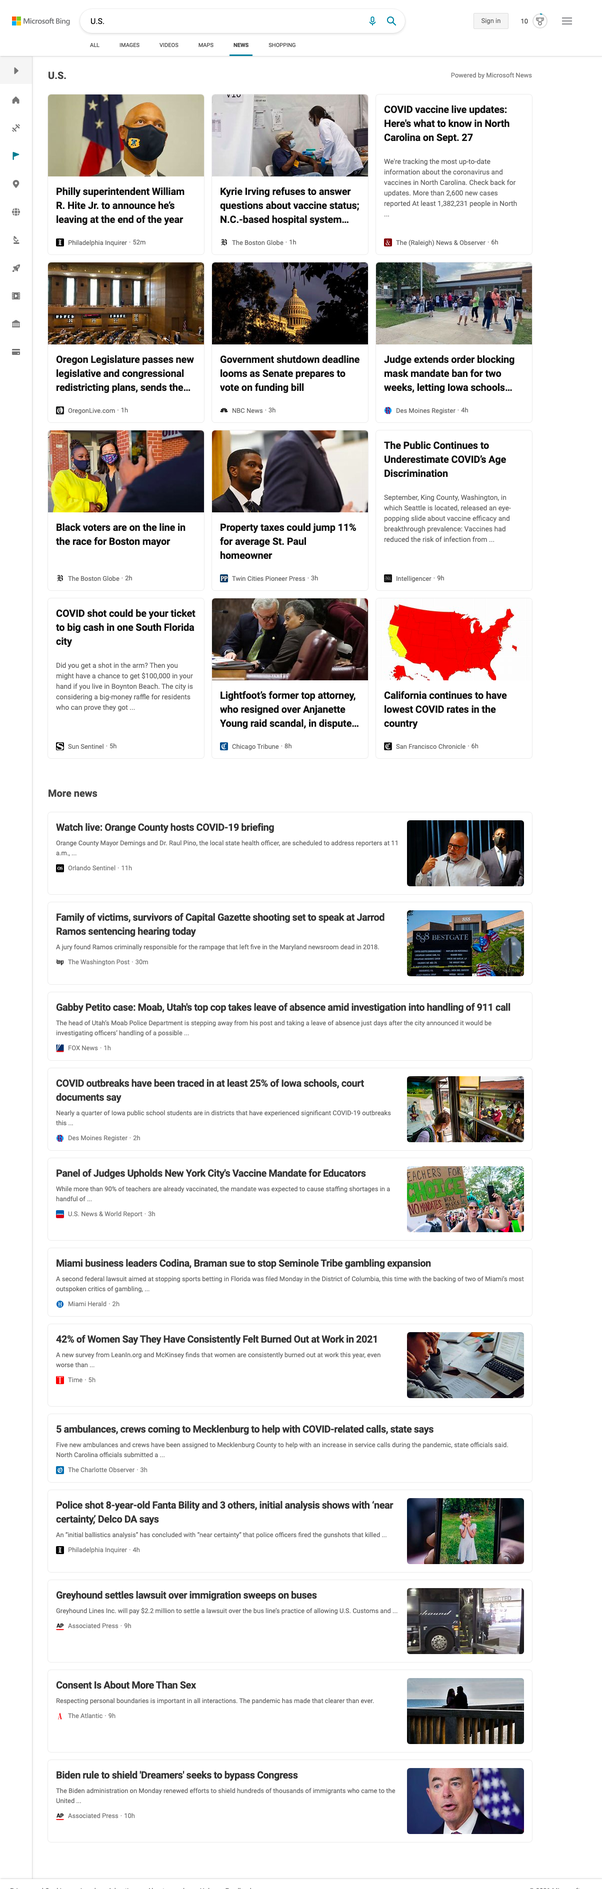 Microsoft Bing
U.S.
Sign in
10
ALL IMAGES VIDEOS MAPS NEWS SHOPPING
U.S.
Powered by Microsoft News
Philly superintendent William
R. Hite Jr. to announce he's
leaving at the end of the year
Philadelphia Inquirer · 52m
Kyrie Irving refuses to answer
questions about vaccine status;
N.C.-based hospital system...
The Boston Globe · 1h
COVID vaccine live updates:
Here's what to know in North
Carolina on Sept. 27
We're tracking the most up-to-date
information about the coronavirus and
vaccines in North Carolina. Check back for
updates. More than 2,600 new cases
reported At least 1,382,231 people in North
...
The (Raleigh) News & Observer · 6h
Oregon Legislature passes new
legislative and congressional
redistricting plans, sends the...
OregonLive.com · 1h
Government shutdown deadline
looms as Senate prepares to
vote on funding bill
NBC News · 3h
Judge extends order blocking
mask mandate ban for two
weeks, letting Iowa schools...
Des Moines Register · 4h
Black voters are on the line in
the race for Boston mayor
The Boston Globe · 2h
Property taxes could jump 11%
for average St. Paul
homeowner
Twin Cities Pioneer Press · 3h
The Public Continues to
Underestimate COVID's Age
Discrimination
September, King County, Washington, in
which Seattle is located, released an eye-
popping slide about vaccine efficacy and
breakthrough prevalence: Vaccines had
reduced the risk of infection from ...
Intelligencer · 9h
COVID shot could be your ticket
to big cash in one South Florida
city
Did you get a shot in the arm? Then you
might have a chance to get $100,000 in your
hand if you live in Boynton Beach. The city is
considering a big-money raffle for residents
who can prove they got ...
Sun Sentinel · 5h
Lightfoot's former top attorney,
who resigned over Anjanette
Young raid scandal, in dispute...
Chicago Tribune · 8h
California continues to have
lowest COVID rates in the
country
San Francisco Chronicle · 6h
More news
Watch live: Orange County hosts COVID-19 briefing
Orange County Mayor Demings and Dr. Raul Pino, the local state health officer, are scheduled to address reporters at 11
a.m., ...
Orlando Sentinel · 11h
Family of victims, survivors of Capital Gazette shooting set to speak at Jarrod
Ramos sentencing hearing today
A jury found Ramos criminally responsible for the rampage that left five in the Maryland newsroom dead in 2018.
The Washington Post · 30m
888 BESTGATE
Gabby Petito case: Moab, Utah's top cop takes leave of absence amid investigation into handling of 911 call
The head of Utah's Moab Police Department is stepping away from his post and taking a leave of absence just days after the city announced it would be
investigating officers' handling of a possible ...
FOX News · 1h
COVID outbreaks have been traced in at least 25% of Iowa schools, court
documents say
Nearly a quarter of Iowa public school students are in districts that have experienced significant COVID-19 outbreaks
this ...
Des Moines Register · 2h
Panel of Judges Upholds New York City's Vaccine Mandate for Educators
While more than 90% of teachers are already vaccinated, the mandate was expected to cause staffing shortages in a
handful of ...
U.S. News & World Report · 3h
EACHERS FOR
CHOICE
NO MANDATES
Miami business leaders Codina, Braman sue to stop Seminole Tribe gambling expansion
A second federal lawsuit aimed at stopping sports betting in Florida was filed Monday in the District of Columbia, this time with the backing of two of Miami's most
outspoken critics of gambling, ...
Miami Herald · 2h
42% of Women Say They Have Consistently Felt Burned Out at Work in 2021
A new survey from LeanIn.org and McKinsey finds that women are consistently burned out at work this year, even
worse than ...
Time · 5h
5 ambulances, crews coming to Mecklenburg to help with COVID-related calls, state says
Five new ambulances and crews have been assigned to Mecklenburg County to help with an increase in service calls during the pandemic, state officials said.
North Carolina officials submitted a ...
The Charlotte Observer · 3h
Police shot 8-year-old Fanta Bility and 3 others, initial analysis shows with 'near
certainty,' Delco DA says
An "initial ballistics analysis" has concluded with "near certainty" that police officers fired the gunshots that killed ...
Philadelphia Inquirer · 4h
Greyhound settles lawsuit over immigration sweeps on buses
Greyhound Lines Inc. will pay $2.2 million to settle a lawsuit over the bus line's practice of allowing U.S. Customs and ...
Associated Press · 9h
Consent Is About More Than Sex
Respecting personal boundaries is important in all interactions. The pandemic has made that clearer than ever.
The Atlantic · 9h
Biden rule to shield 'Dreamers' seeks to bypass Congress
The Biden administration on Monday renewed efforts to shield hundreds of thousands of immigrants who came to the
United ...
Associated Press · 10h